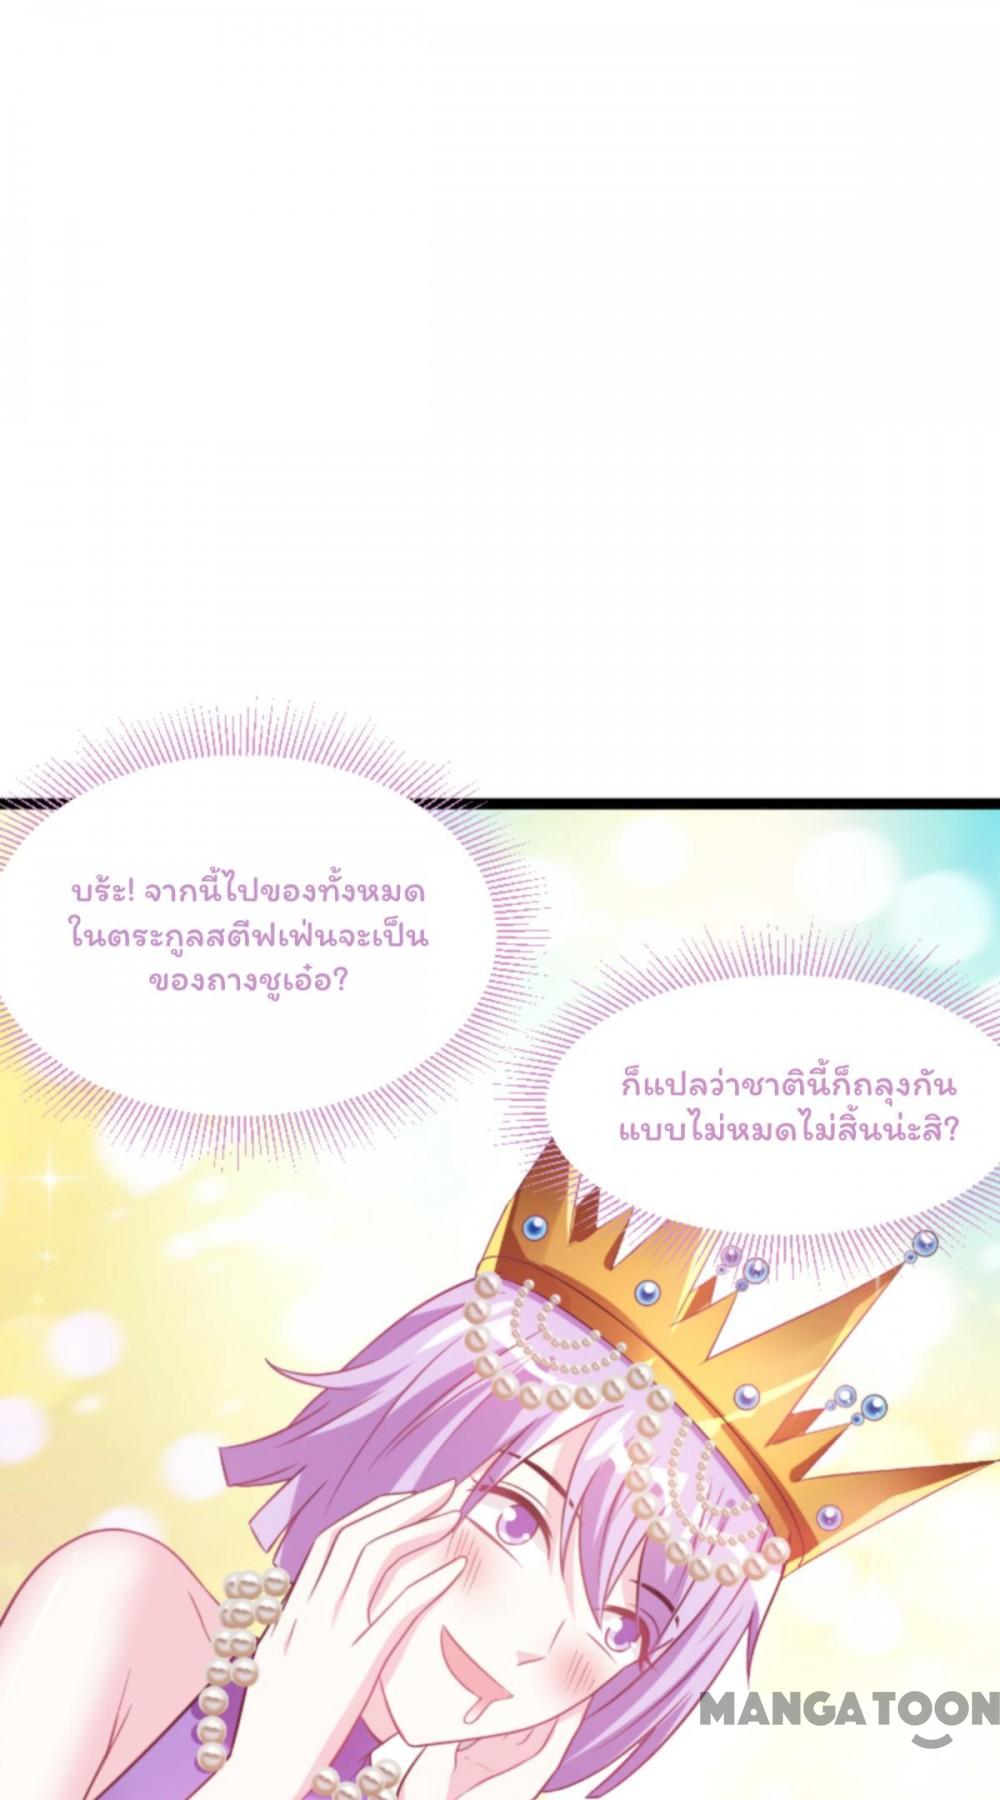 บร้ะ! จากนี้ไปของทั้งหมด
ในตระกูลสตีฟเฟ่นจะเป็น
ของถางชูเอ๋อ?
ก็แปลว่าชาตินี้ก็ถลุงกัน
แบบไม่หมดไม่สิ้นน่ะสิ?
MANGATOON